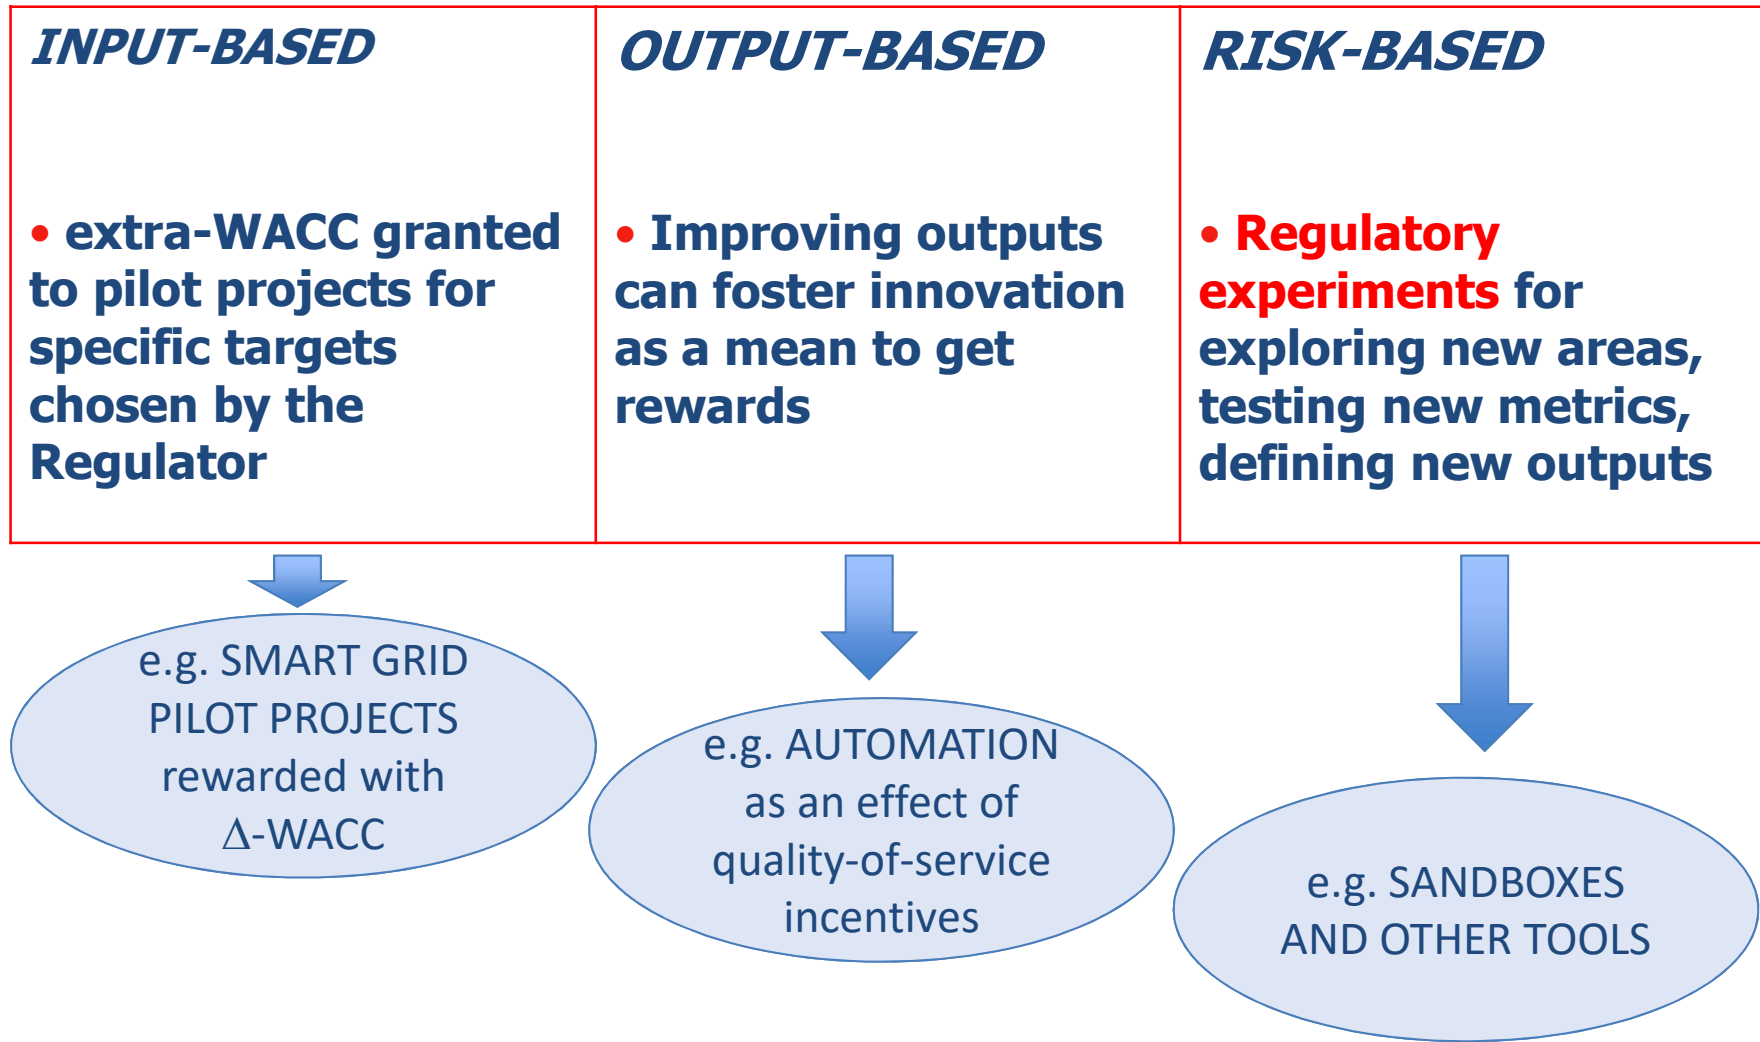 INPUT-BASED
• extra-WACC granted
to pilot projects for
specific targets
chosen by the
Regulator
OUTPUT-BASED
• Improving outputs
can foster innovation
as a mean to get
rewards
RISK-BASED
• Regulatory
experiments for
exploring new areas,
testing new metrics,
defining new outputs
e.g. SMART GRID
PILOT PROJECTS
rewarded with
Δ-WACC
e.g. AUTOMATION
as an effect of
quality-of-service
incentives
e.g. SANDBOXES
AND OTHER TOOLS